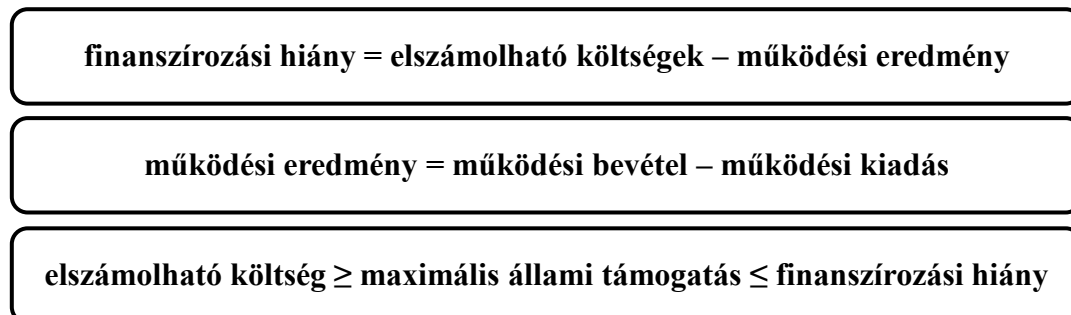 finanszírozási hiány = elszámolható költségek – működési eredmény
működési eredmény = működési bevétel – működési kiadás
elszámolható költség ≥ maximális állami támogatás ≤ finanszírozási hiány